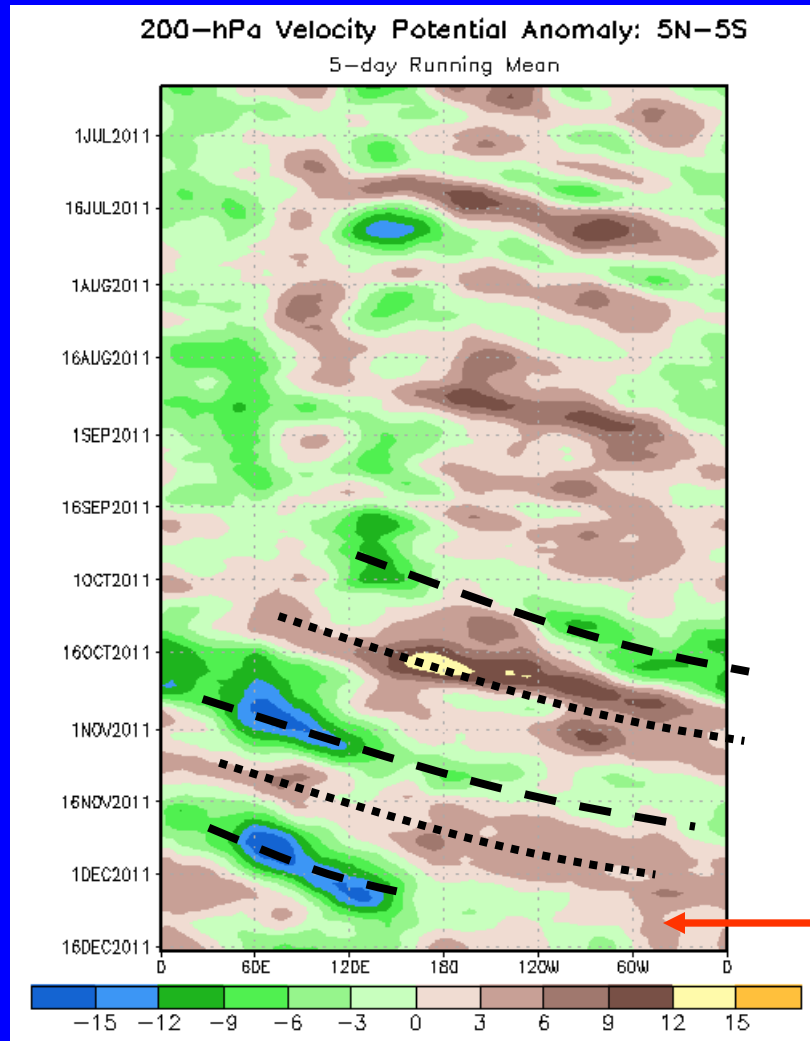 200-hPa Velocity Potential Anomaly: 5N-5S
5-day Running Mean
1JUL2011
16JUL2011
1AUG2011
16AUG2011
1SEP2011
16SEP2011
1OCT2011
16OCT2011
1NOV2011
16NOV2011
1DEC2011
16DEC2011
0 60E 120E 180 120W 60W 0
-15 -12 -9 -6 -3 0 3 6 9 12 15